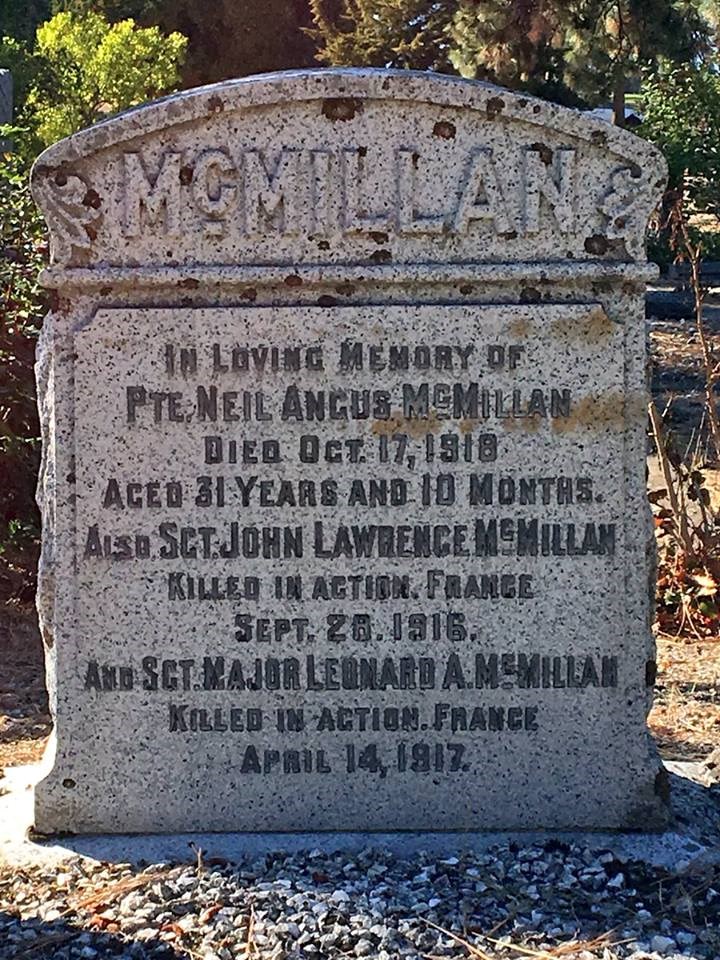 McMILLAN
IN LOVING MEMORY OF
PTE. NEIL ANGUS McMILLAN
DIED OCT. 17, 1918
AGED 31 YEARS AND 10 MONTHS.
ALSO SGT. JOHN LAWRENCE McMILLAN
KILLED IN ACTION. FRANCE
SEPT. 28. 1916.
AND SGT. MAJOR LEONARD A. McMILLAN
KILLED IN ACTION. FRANCE
APRIL 14, 1917.